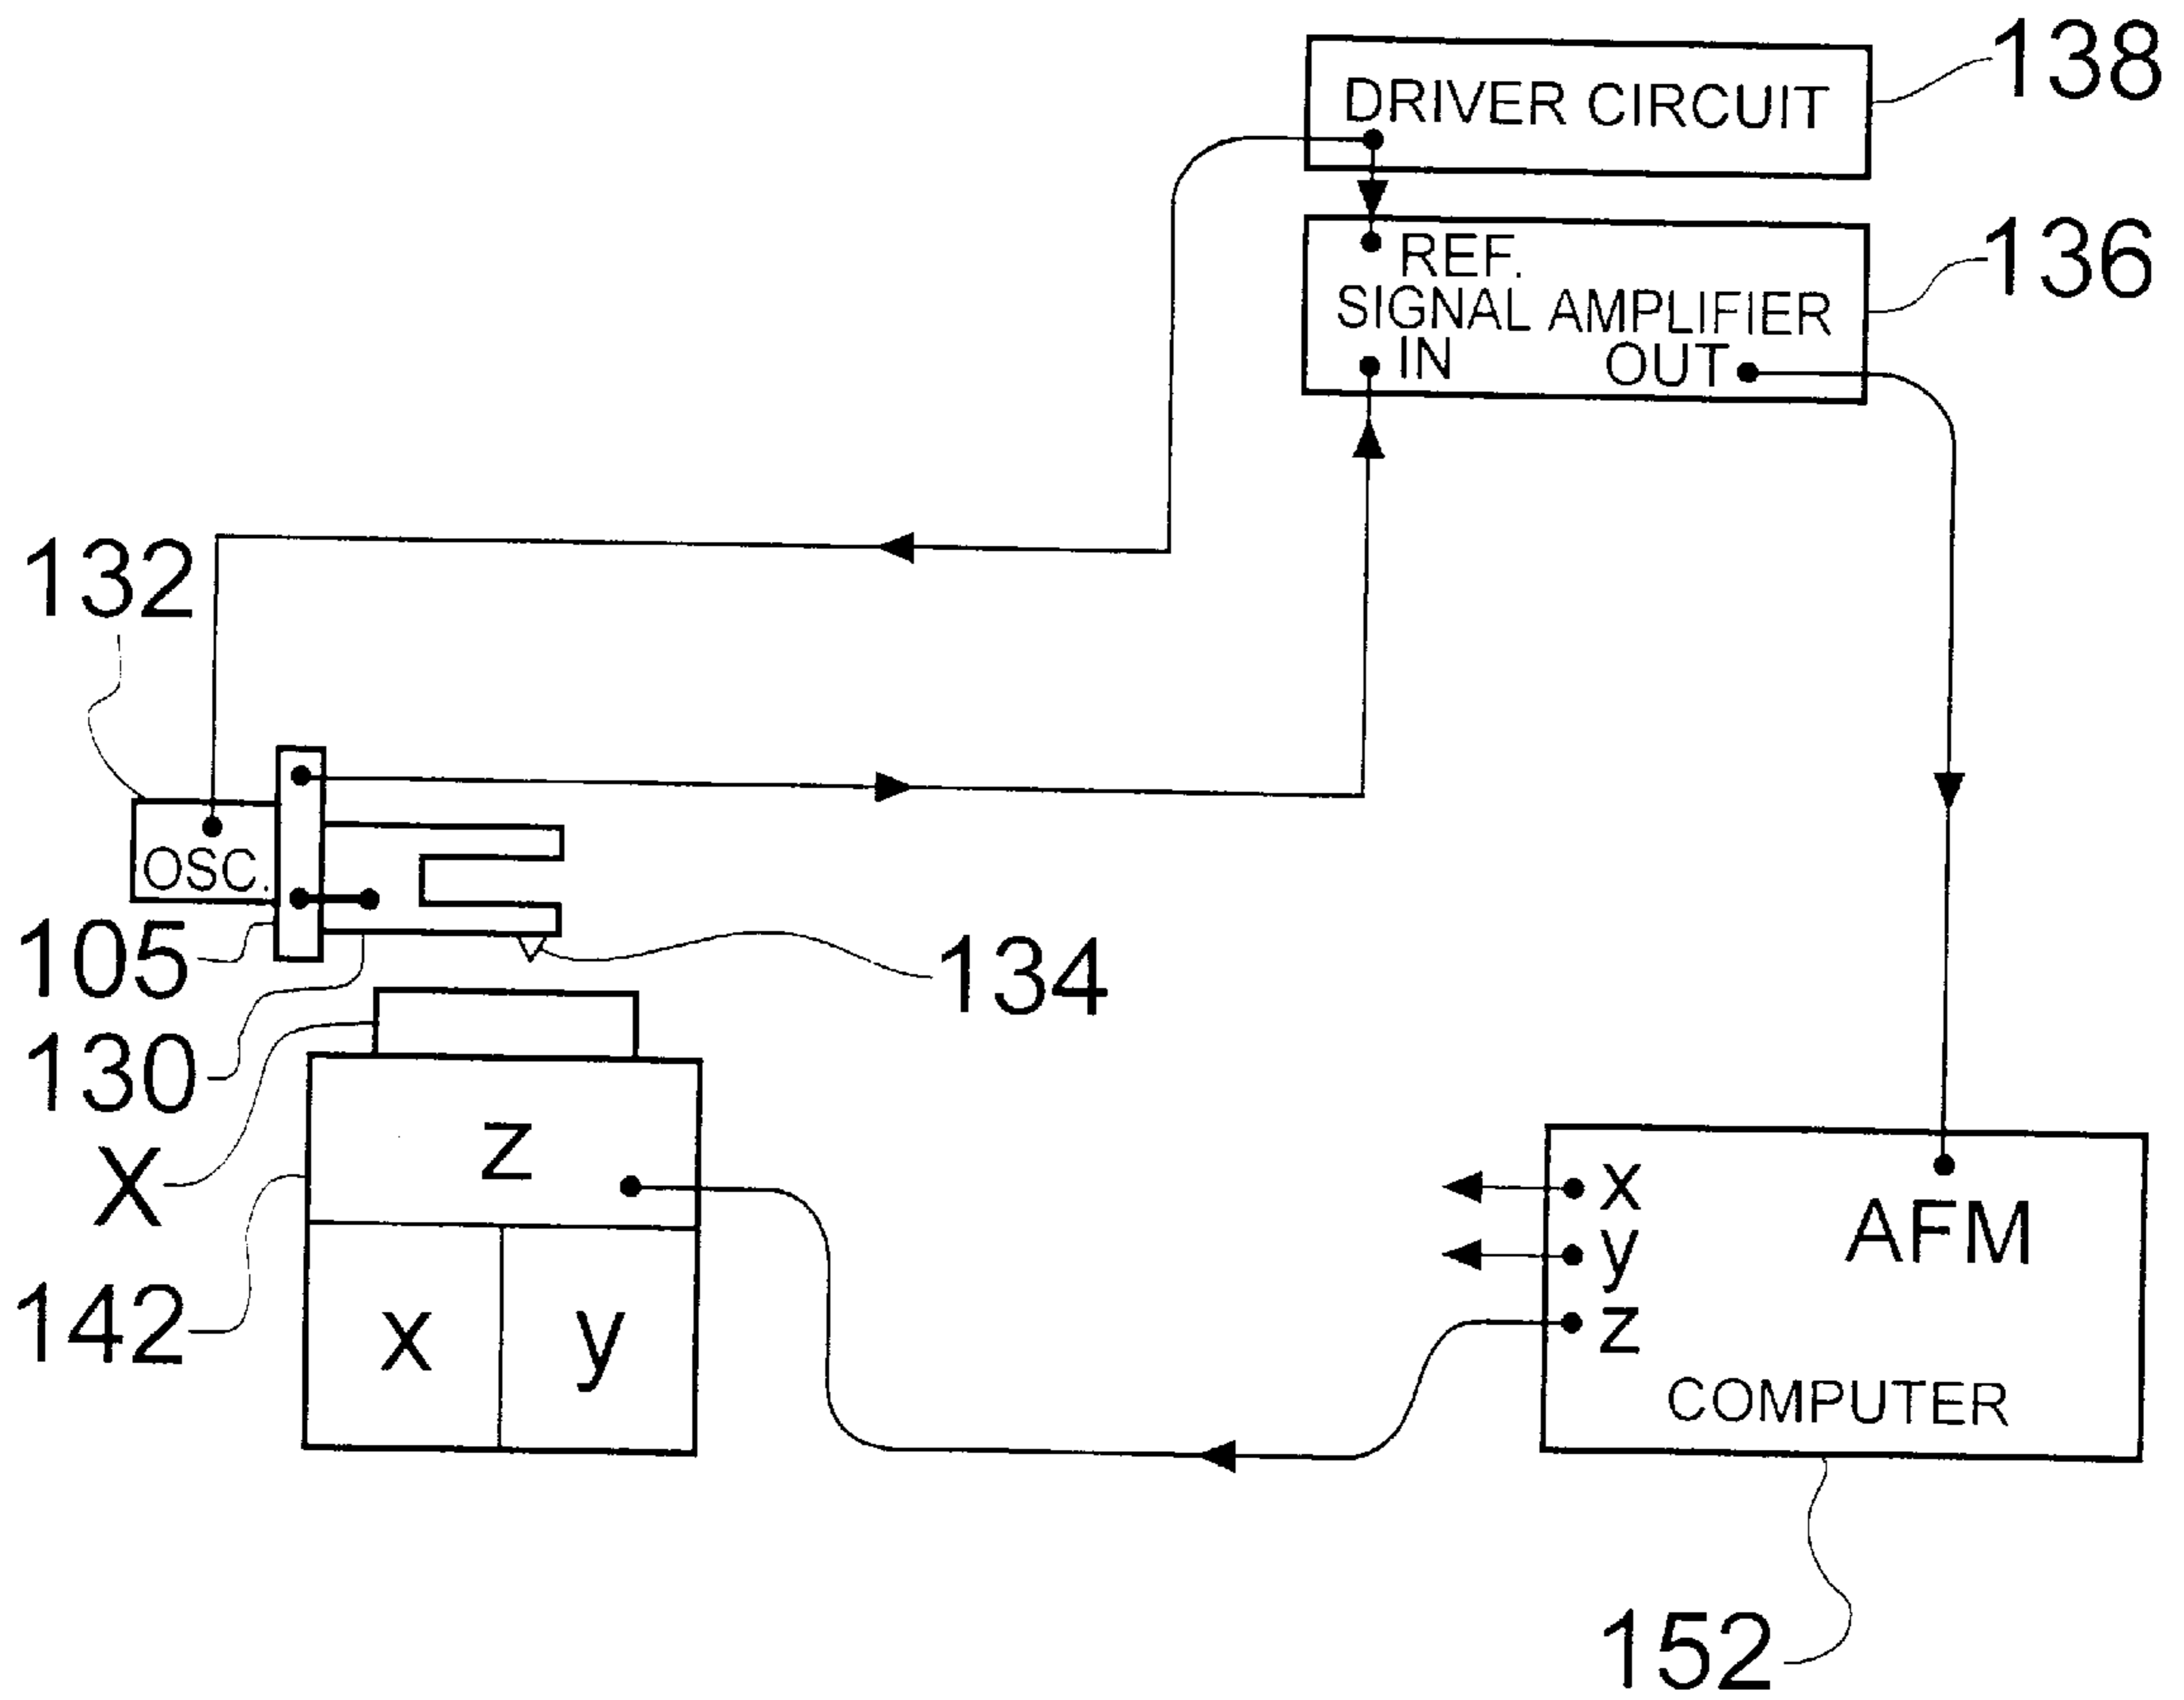 138
DRIVER CIRCUIT
136
REF.
SIGNAL AMPLIFIER
IN OUT
132
OSC.
105
134
130
X
z
142
x y
x
y
z
AFM
COMPUTER
152